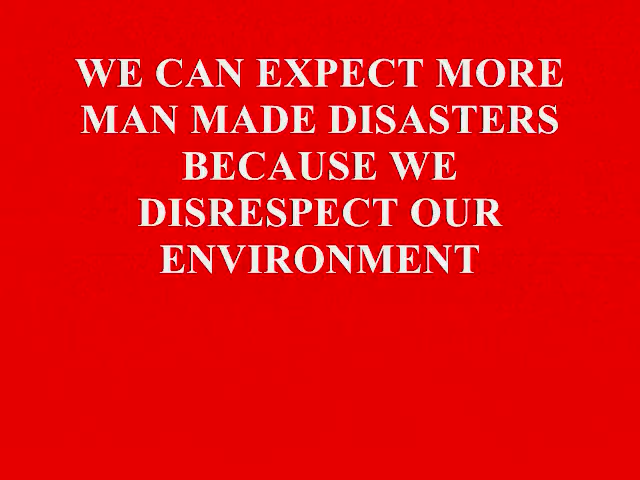 WE CAN EXPECT MORE
MAN MADE DISASTERS
BECAUSE WE
DISRESPECT OUR
ENVIRONMENT